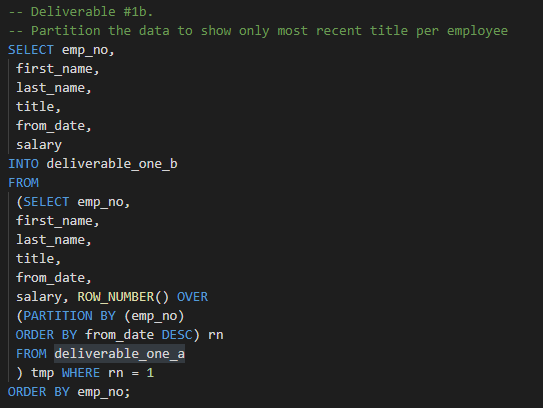 -- Deliverable #1b.
-- Partition the data to show only most recent title per employee
SELECT emp_no,
first_name,
last_name,
title,
from_date,
salary
INTO deliverable_one_b
FROM
(SELECT emp_no,
first_name,
last_name,
title,
from_date,
salary, ROW_NUMBER() OVER
(PARTITION BY (emp_no)
ORDER BY from_date DESC) rn
FROM deliverable_one_a
) tmp WHERE rn = 1
ORDER BY emp_no;